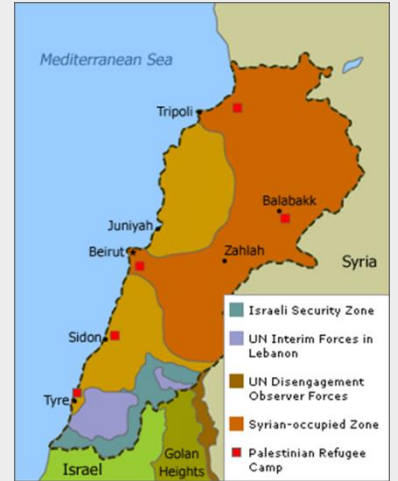 Mediterranean Sea
Tripoli
Balabakk
Juniyah
Beirut
Zahlah
Syria
Israeli Security Zone
UN Interim Forces in
Lebanon
UN Disengagement
Observer Forces
Syrian-occupied Zone
Palestinian Refugee
Camp
Sidon
Tyre
Israel
Golan
Heights